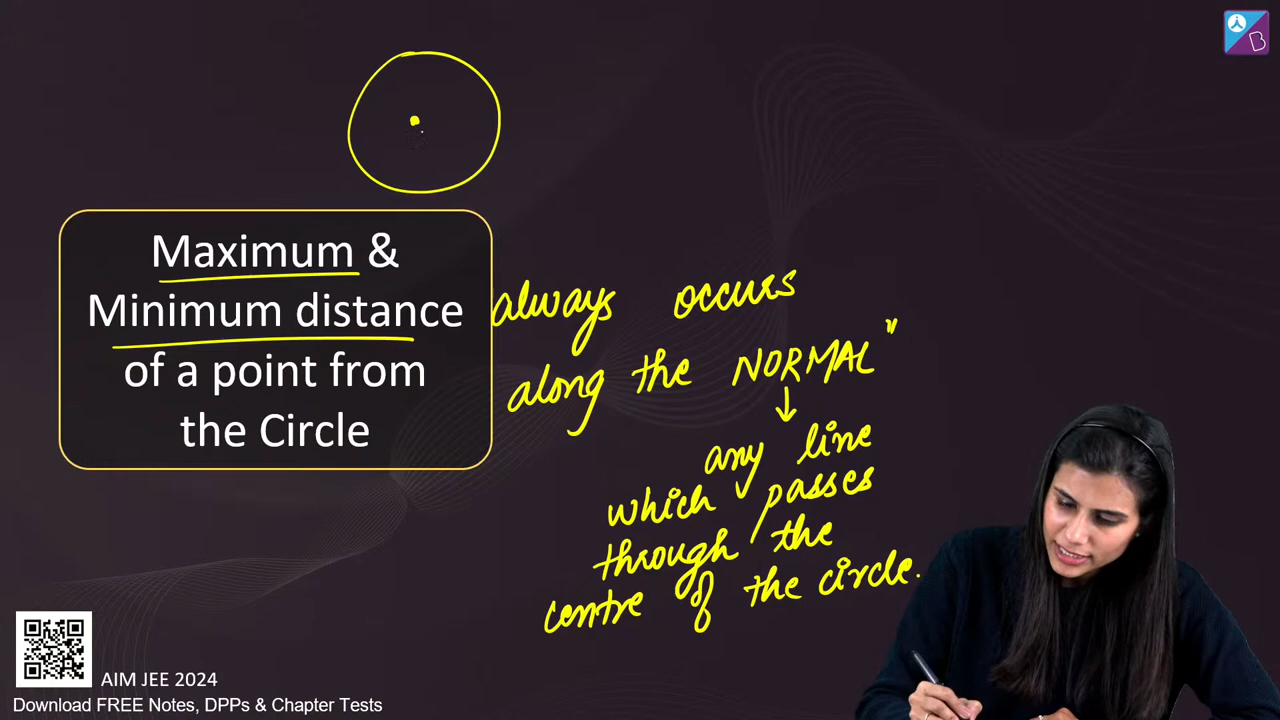 Maximum &
Minimum distance
of a point from
the Circle
always occurs
along the NORMAL"
any line
which passes
through the
centre of the circle.
AIM JEE 2024
Download FREE Notes, DPPs & Chapter Tests
B